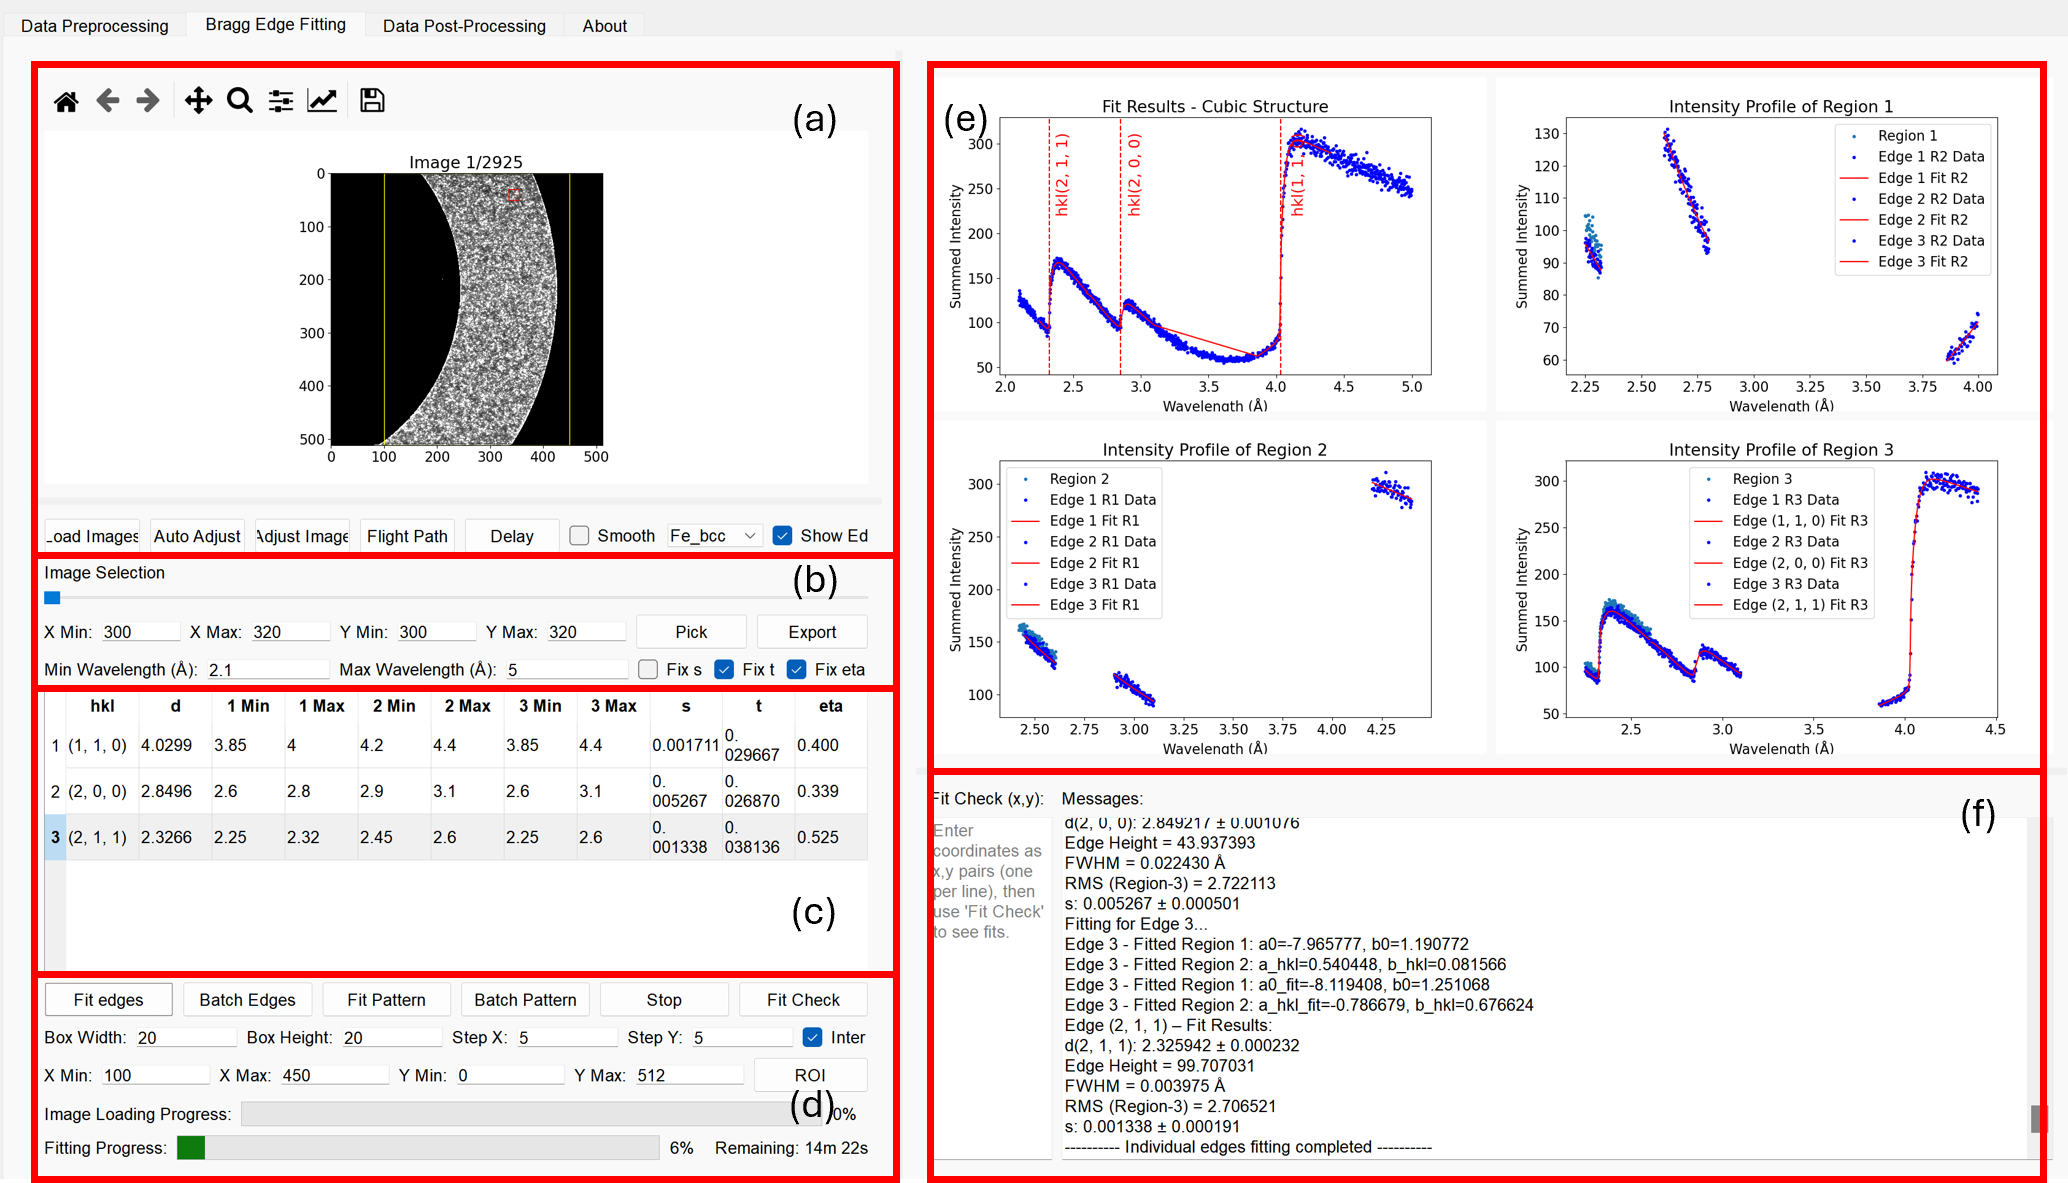 Data Preprocessing
Bragg Edge Fitting
Data Post-Processing
About
(a)
Image 1/2925
0
100
200
300
400
500
0 100 200 300 400 500
Load Images Auto Adjust Adjust Image Flight Path Delay Smooth Fe_bcc Show Ed
Image Selection
(b)
X Min: 300 X Max: 320 Y Min: 300 Y Max: 320 Pick Export
Min Wavelength (Å): 2.1 Max Wavelength (Å): 5 Fix s Fix t Fix eta
hkl d 1 Min 1 Max 2 Min 2 Max 3 Min 3 Max s t eta
1 (1, 1, 0) 4.0299 3.85 4 4.2 4.4 3.85 4.4 0.001711 0.029667 0.400
2 (2, 0, 0) 2.8496 2.6 2.8 2.9 3.1 2.6 3.1 0.005267 0.026870 0.339
3 (2, 1, 1) 2.3266 2.25 2.32 2.45 2.6 2.25 2.6 0.001338 0.038136 0.525
(c)
Fit edges Batch Edges Fit Pattern Batch Pattern Stop Fit Check
Box Width: 20 Box Height: 20 Step X: 5 Step Y: 5 Inter
X Min: 100 X Max: 450 Y Min: 0 Y Max: 512 ROI
(d)
Image Loading Progress: 0%
Fitting Progress: 6% Remaining: 14m 22s
(e)
Fit Results - Cubic Structure
Summed Intensity
300
250
200
150
100
50
hkl(2, 1, 1)
hkl(2, 0, 0)
hkl(1, 1,
2.0 2.5 3.0 3.5 4.0 4.5 5.0
Wavelength (Å)
Intensity Profile of Region 1
Summed Intensity
130
120
110
100
90
80
70
60
Region 1
Edge 1 R2 Data
Edge 1 Fit R2
Edge 2 R2 Data
Edge 2 Fit R2
Edge 3 R2 Data
Edge 3 Fit R2
2.25 2.50 2.75 3.00 3.25 3.50 3.75 4.00
Wavelength (Å)
Intensity Profile of Region 2
Summed Intensity
300
250
200
150
100
Region 2
Edge 1 R1 Data
Edge 1 Fit R1
Edge 2 R1 Data
Edge 2 Fit R1
Edge 3 R1 Data
Edge 3 Fit R1
2.50 2.75 3.00 3.25 3.50 3.75 4.00 4.25
Wavelength (Å)
Intensity Profile of Region 3
Summed Intensity
300
250
200
150
100
50
Region 3
Edge 1 R3 Data
Edge (1, 1, 0) Fit R3
Edge 2 R3 Data
Edge (2, 0, 0) Fit R3
Edge 3 R3 Data
Edge (2, 1, 1) Fit R3
2.5 3.0 3.5 4.0 4.5
Wavelength (Å)
(f)
Fit Check (x,y):
Enter
coordinates as
x,y pairs (one
per line), then
use 'Fit Check'
to see fits.
Messages:
d(2, 0, 0): 2.849217 ± 0.001076
Edge Height = 43.937393
FWHM = 0.022430 Å
RMS (Region-3) = 2.722113
s: 0.005267 ± 0.000501
Fitting for Edge 3...
Edge 3 - Fitted Region 1: a0=-7.965777, b0=1.190772
Edge 3 - Fitted Region 2: a_hkl=0.540448, b_hkl=0.081566
Edge 3 - Fitted Region 1: a0_fit=-8.119408, b0=1.251068
Edge 3 - Fitted Region 2: a_hkl_fit=-0.786679, b_hkl=0.676624
Edge (2, 1, 1) – Fit Results:
d(2, 1, 1): 2.325942 ± 0.000232
Edge Height = 99.707031
FWHM = 0.003975 Å
RMS (Region-3) = 2.706521
s: 0.001338 ± 0.000191
---------- Individual edges fitting completed ----------